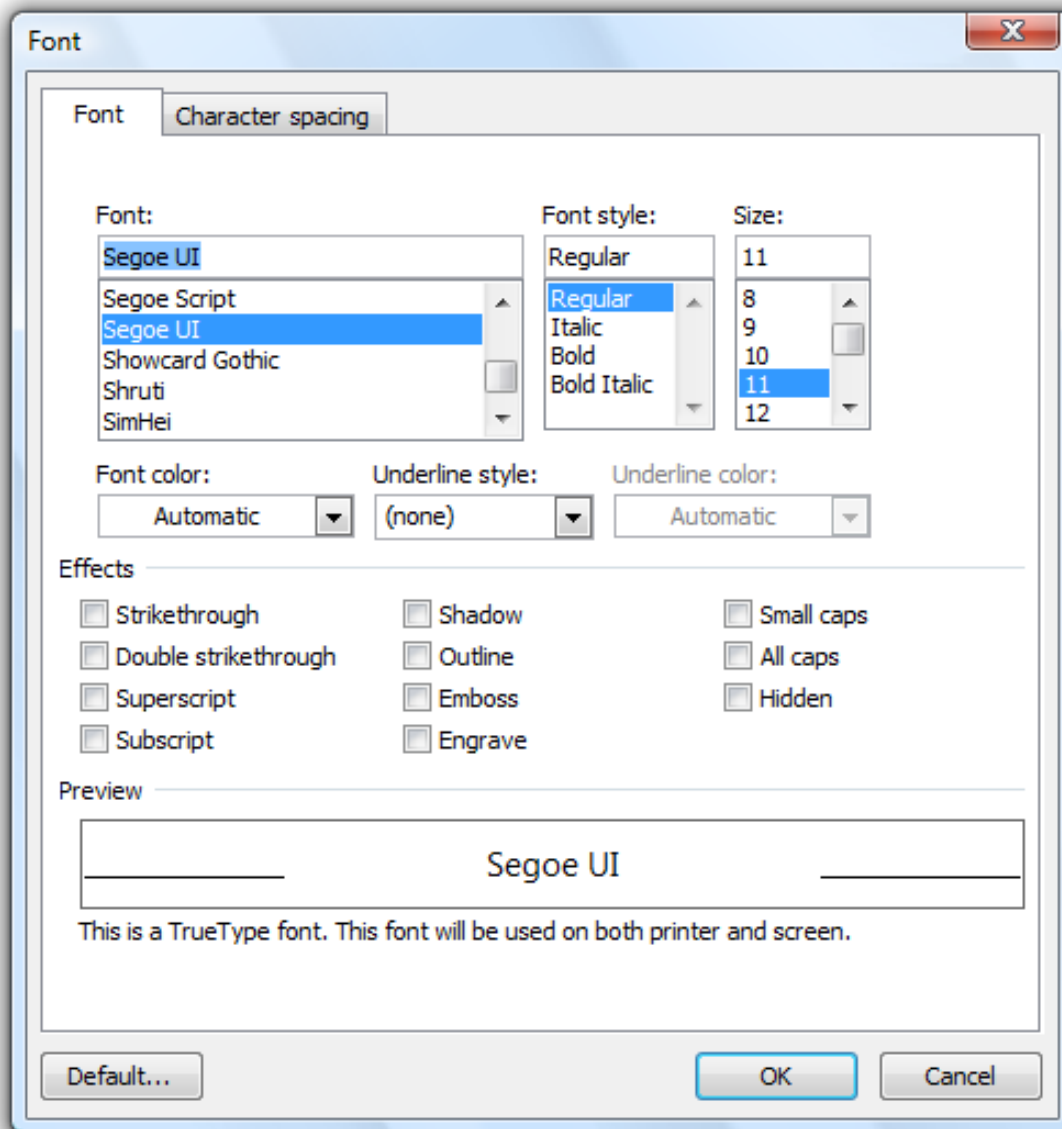 Font
Font Character spacing
Font: Font style: Size:
Segoe UI Regular 11
Segoe Script Regular 8
Segoe UI Italic 9
Showcard Gothic Bold 10
Shruti Bold Italic 11
SimHei 12
Font color: Underline style: Underline color:
Automatic (none) Automatic
Effects
Strikethrough Shadow Small caps
Double strikethrough Outline All caps
Superscript Emboss Hidden
Subscript Engrave
Preview
Segoe UI
This is a TrueType font. This font will be used on both printer and screen.
Default... OK Cancel